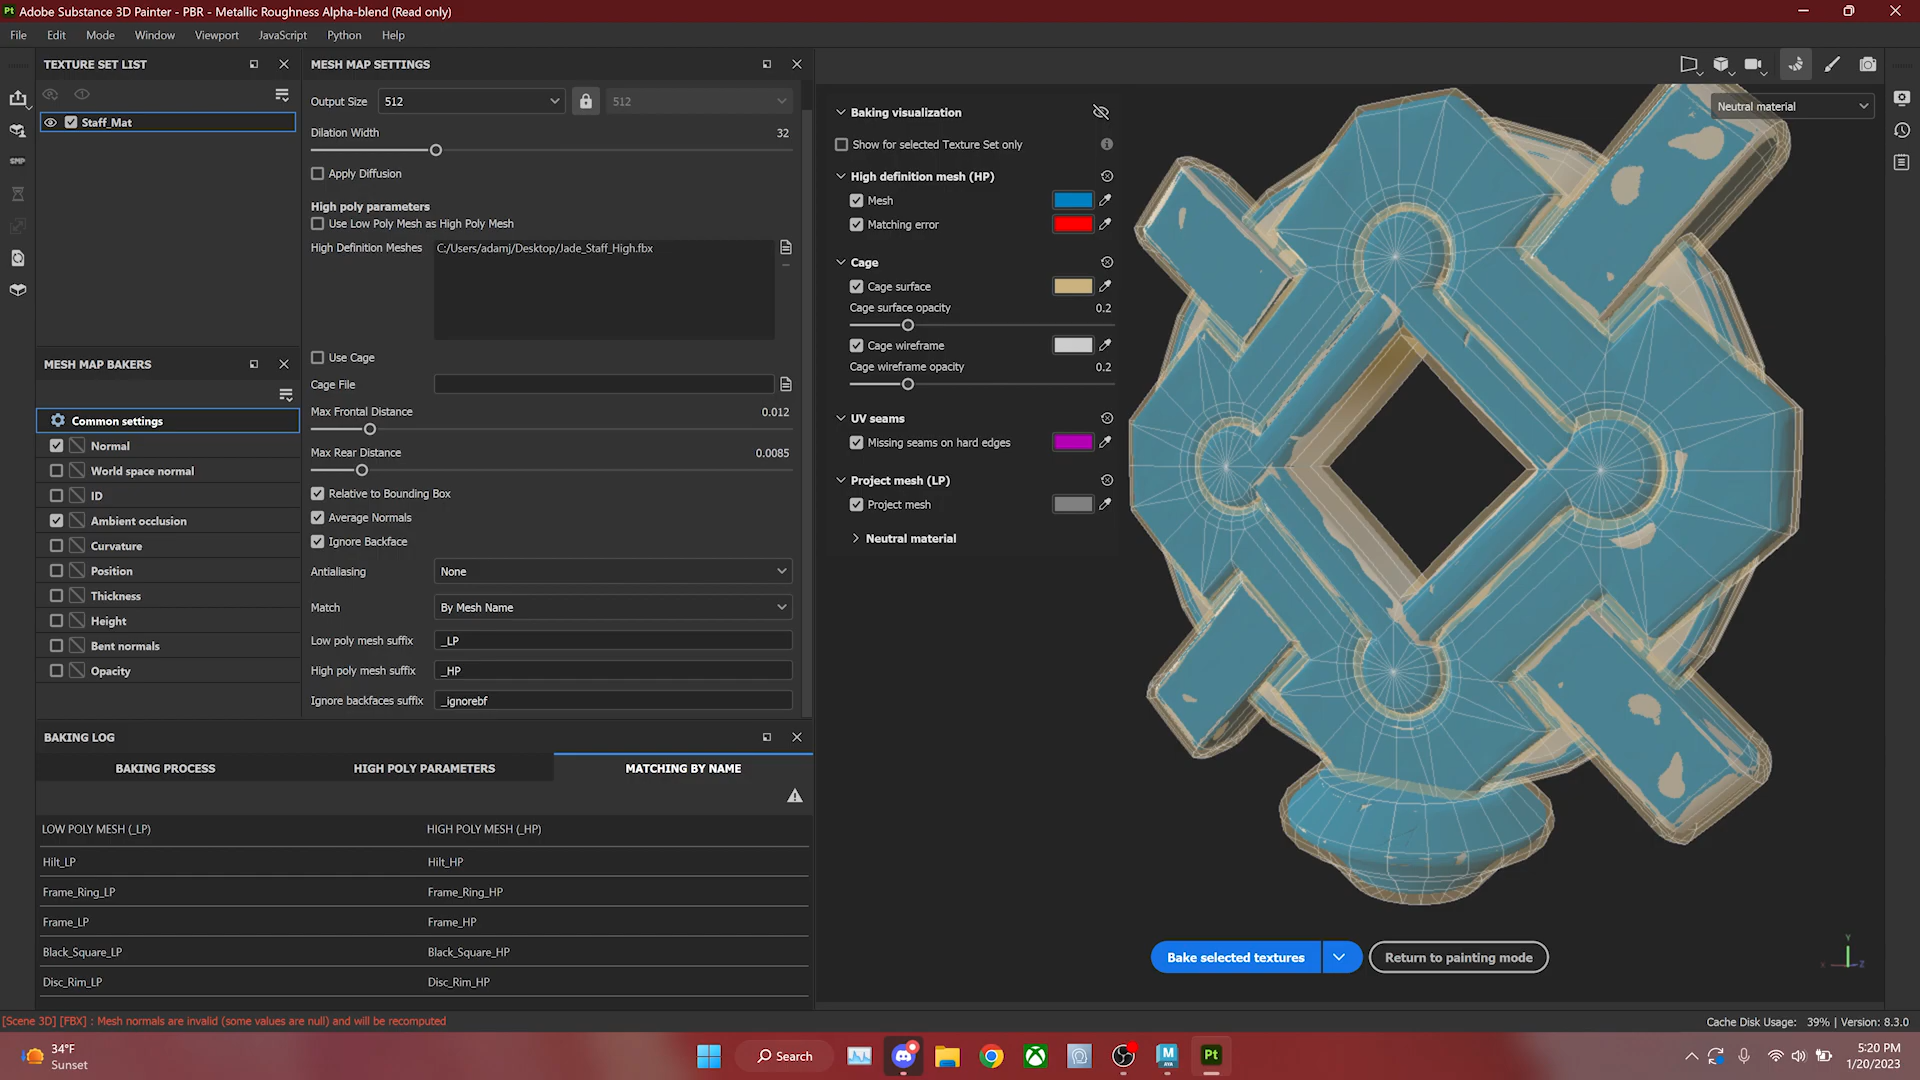 Pt Adobe Substance 3D Painter - PBR - Metallic Roughness Alpha-blend (Read only)
File Edit Mode Window Viewport JavaScript Python Help
TEXTURE SET LIST
Staff_Mat
MESH MAP BAKERS
Common settings
Normal
World space normal
ID
Ambient occlusion
Curvature
Position
Thickness
Height
Bent normals
Opacity
MESH MAP SETTINGS
Output Size 512 512
Dilation Width 32
Apply Diffusion
High poly parameters
Use Low Poly Mesh as High Poly Mesh
High Definition Meshes C:/Users/adamj/Desktop/Jade_Staff_High.fbx
Use Cage
Cage File
Max Frontal Distance 0.012
Max Rear Distance 0.0085
Relative to Bounding Box
Average Normals
Ignore Backface
Antialiasing None
Match By Mesh Name
Low poly mesh suffix _LP
High poly mesh suffix _HP
Ignore backfaces suffix _ignorebf
BAKING LOG
BAKING PROCESS HIGH POLY PARAMETERS MATCHING BY NAME
LOW POLY MESH (_LP) HIGH POLY MESH (_HP)
Hilt_LP Hilt_HP
Frame_Ring_LP Frame_Ring_HP
Frame_LP Frame_HP
Black_Square_LP Black_Square_HP
Disc_Rim_LP Disc_Rim_HP
Baking visualization
Show for selected Texture Set only
High definition mesh (HP)
Mesh
Matching error
Cage
Cage surface
Cage surface opacity 0.2
Cage wireframe
Cage wireframe opacity 0.2
UV seams
Missing seams on hard edges
Project mesh (LP)
Project mesh
Neutral material
Neutral material
Bake selected textures
Return to painting mode
Y
[Scene 3D] [FBX] : Mesh normals are invalid (some values are null) and will be recomputed
Cache Disk Usage: 39% | Version: 8.3.0
34°F
Sunset
Search
Pt
5:20 PM
1/20/2023